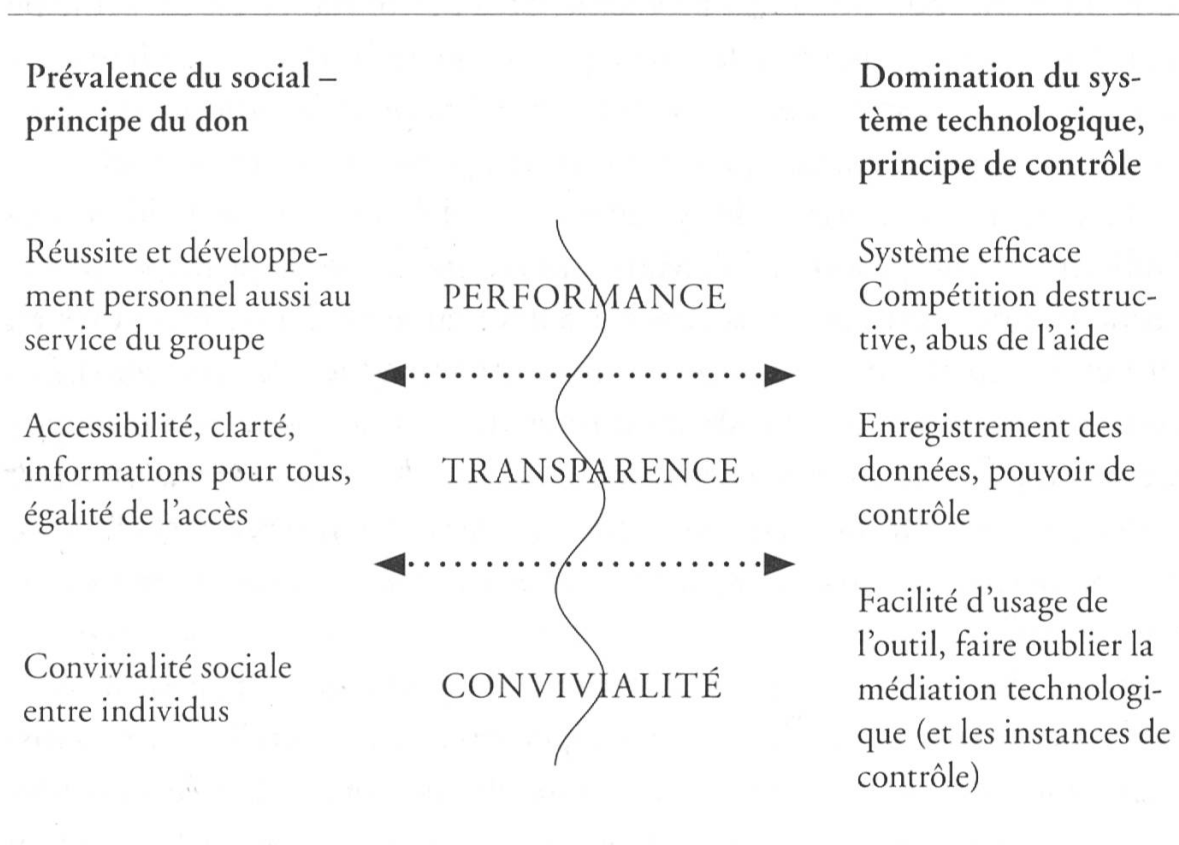 Prévalence du social –
principe du don
Domination du sys-
tème technologique,
principe de contrôle
Réussite et développe-
ment personnel aussi au
service du groupe
PERFORMANCE
Système efficace
Compétition destruc-
tive, abus de l'aide
Accessibilité, clarté,
informations pour tous,
égalité de l'accès
TRANSPARENCE
Enregistrement des
données, pouvoir de
contrôle
Convivialité sociale
entre individus
CONVIVIALITÉ
Facilité d'usage de
l'outil, faire oublier la
médiation technologi-
que (et les instances de
contrôle)